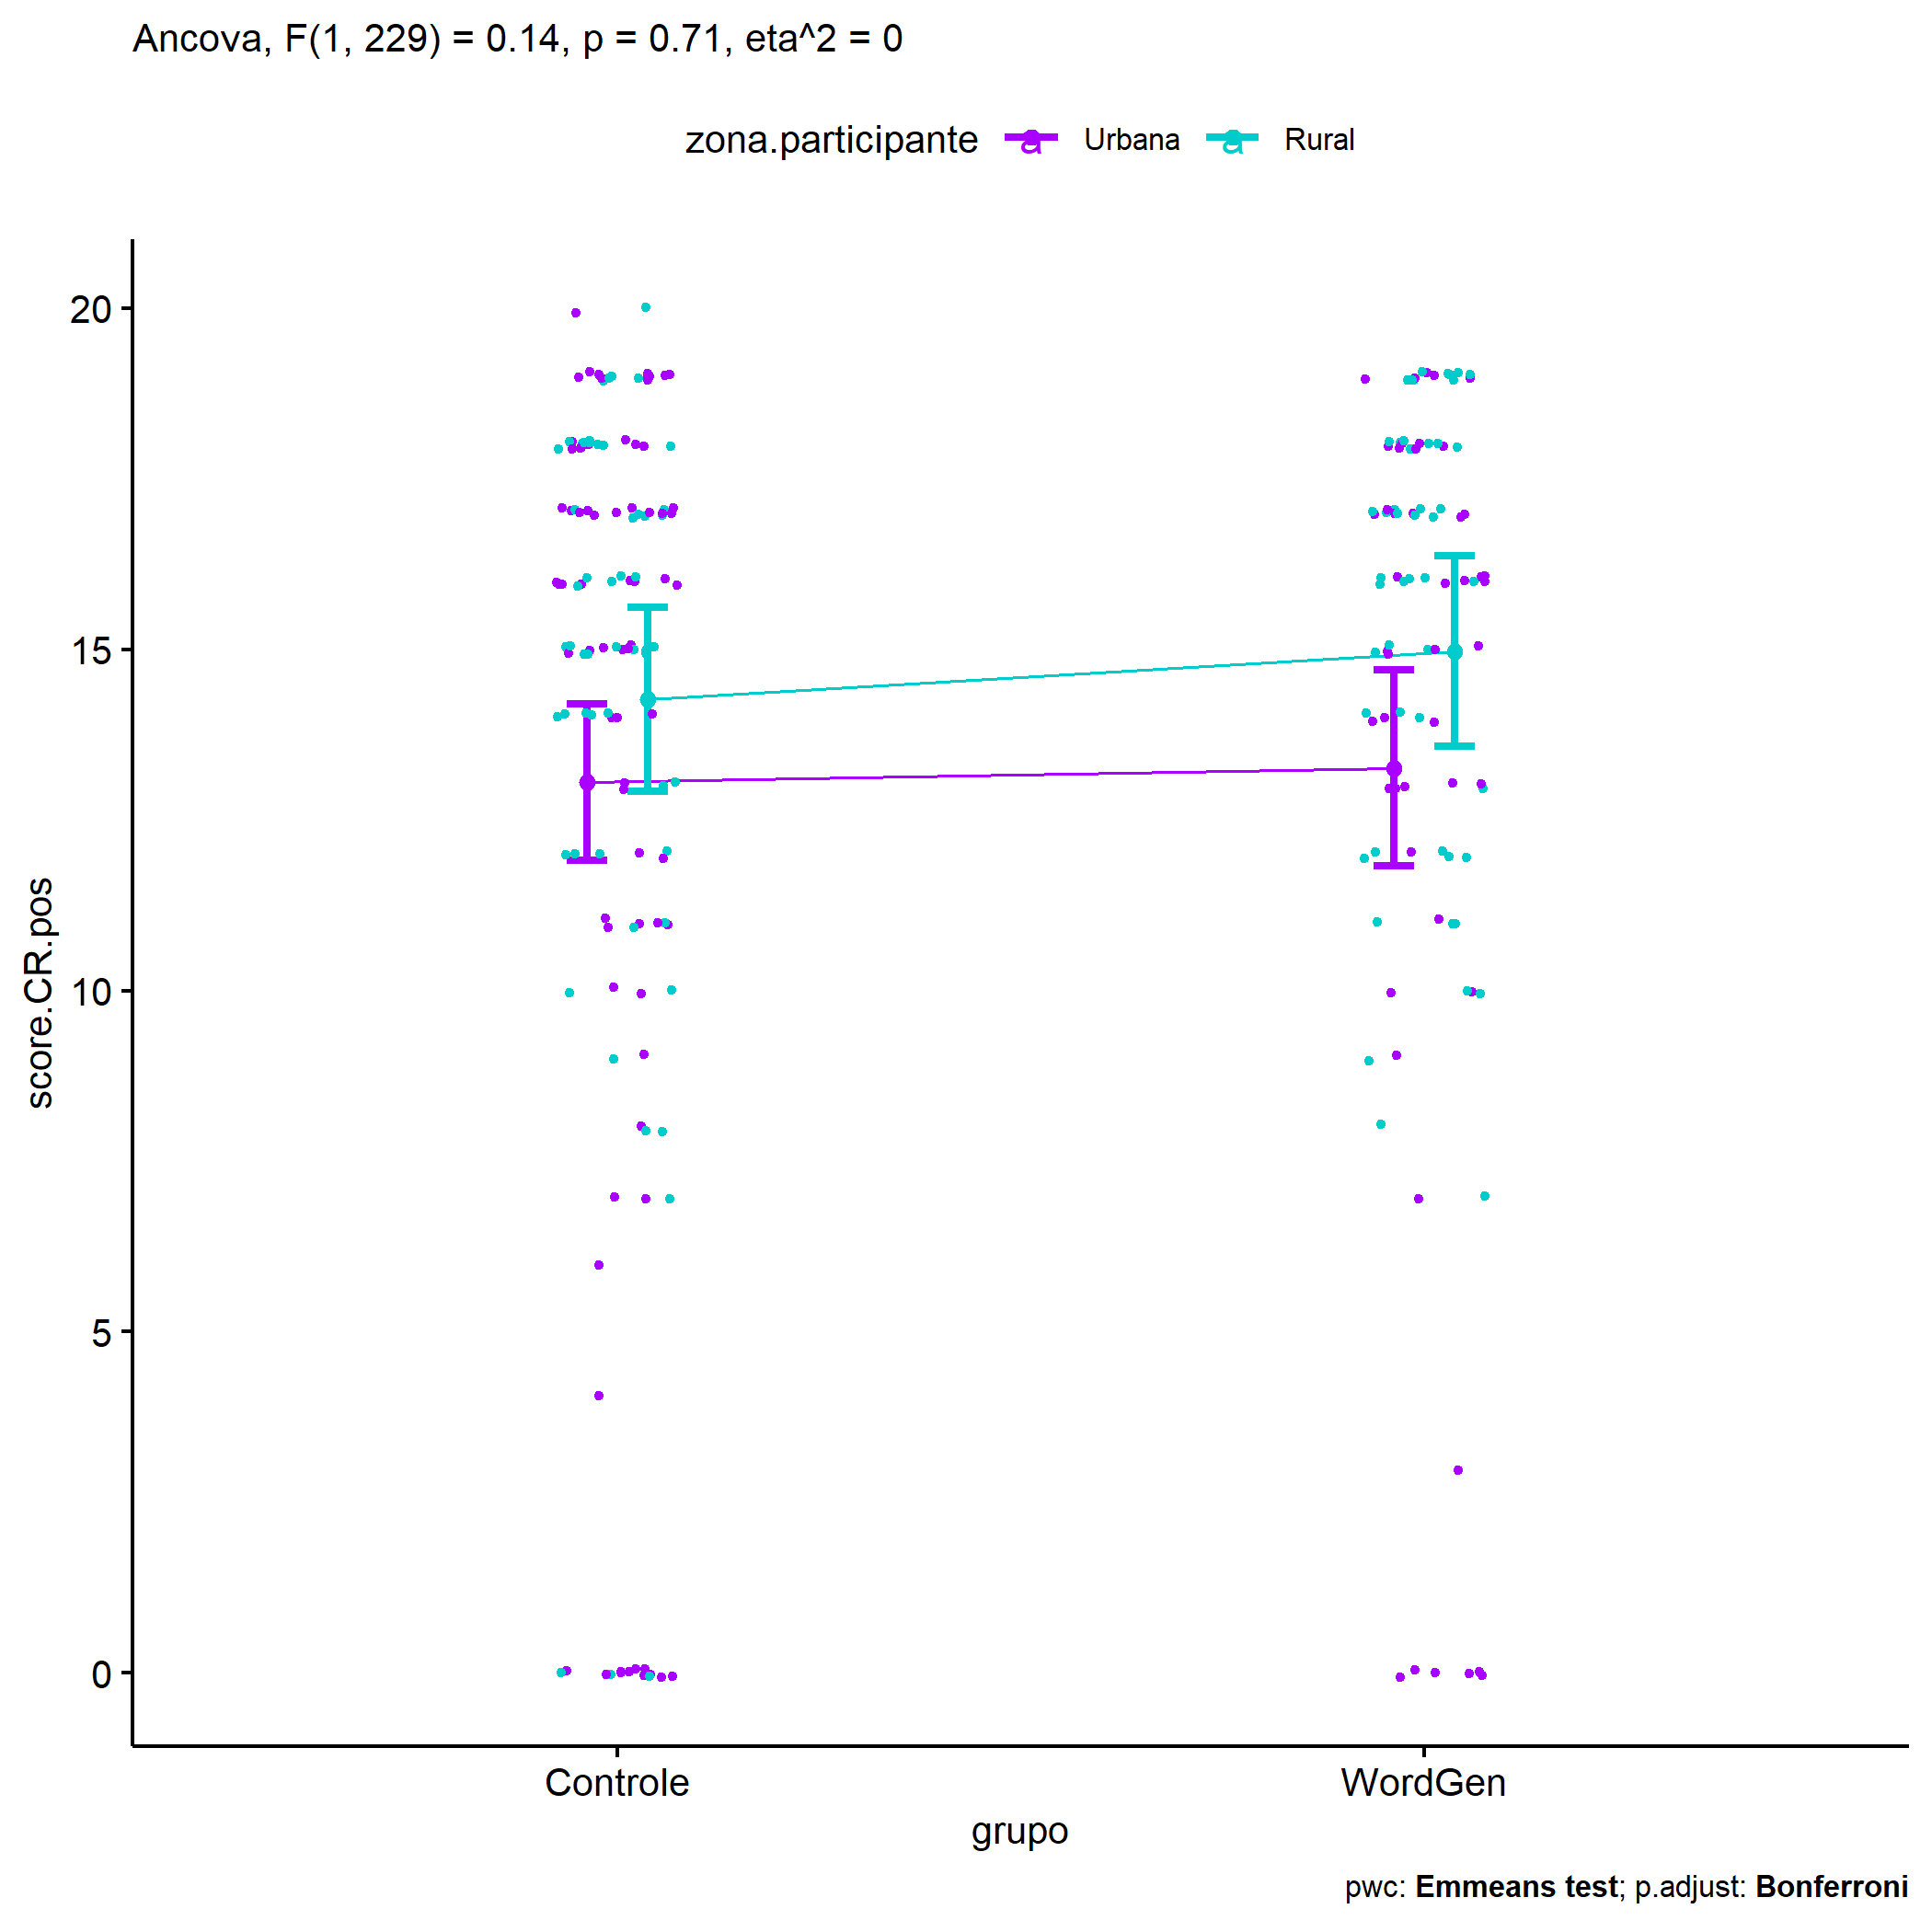 Ancova, F(1, 229) = 0.14, p = 0.71, eta^2 = 0
zona.participante a Urbana a Rural
20
15
10
5
0
score.CR.pos
Controle WordGen
grupo
pwc: Emmeans test; p.adjust: Bonferroni